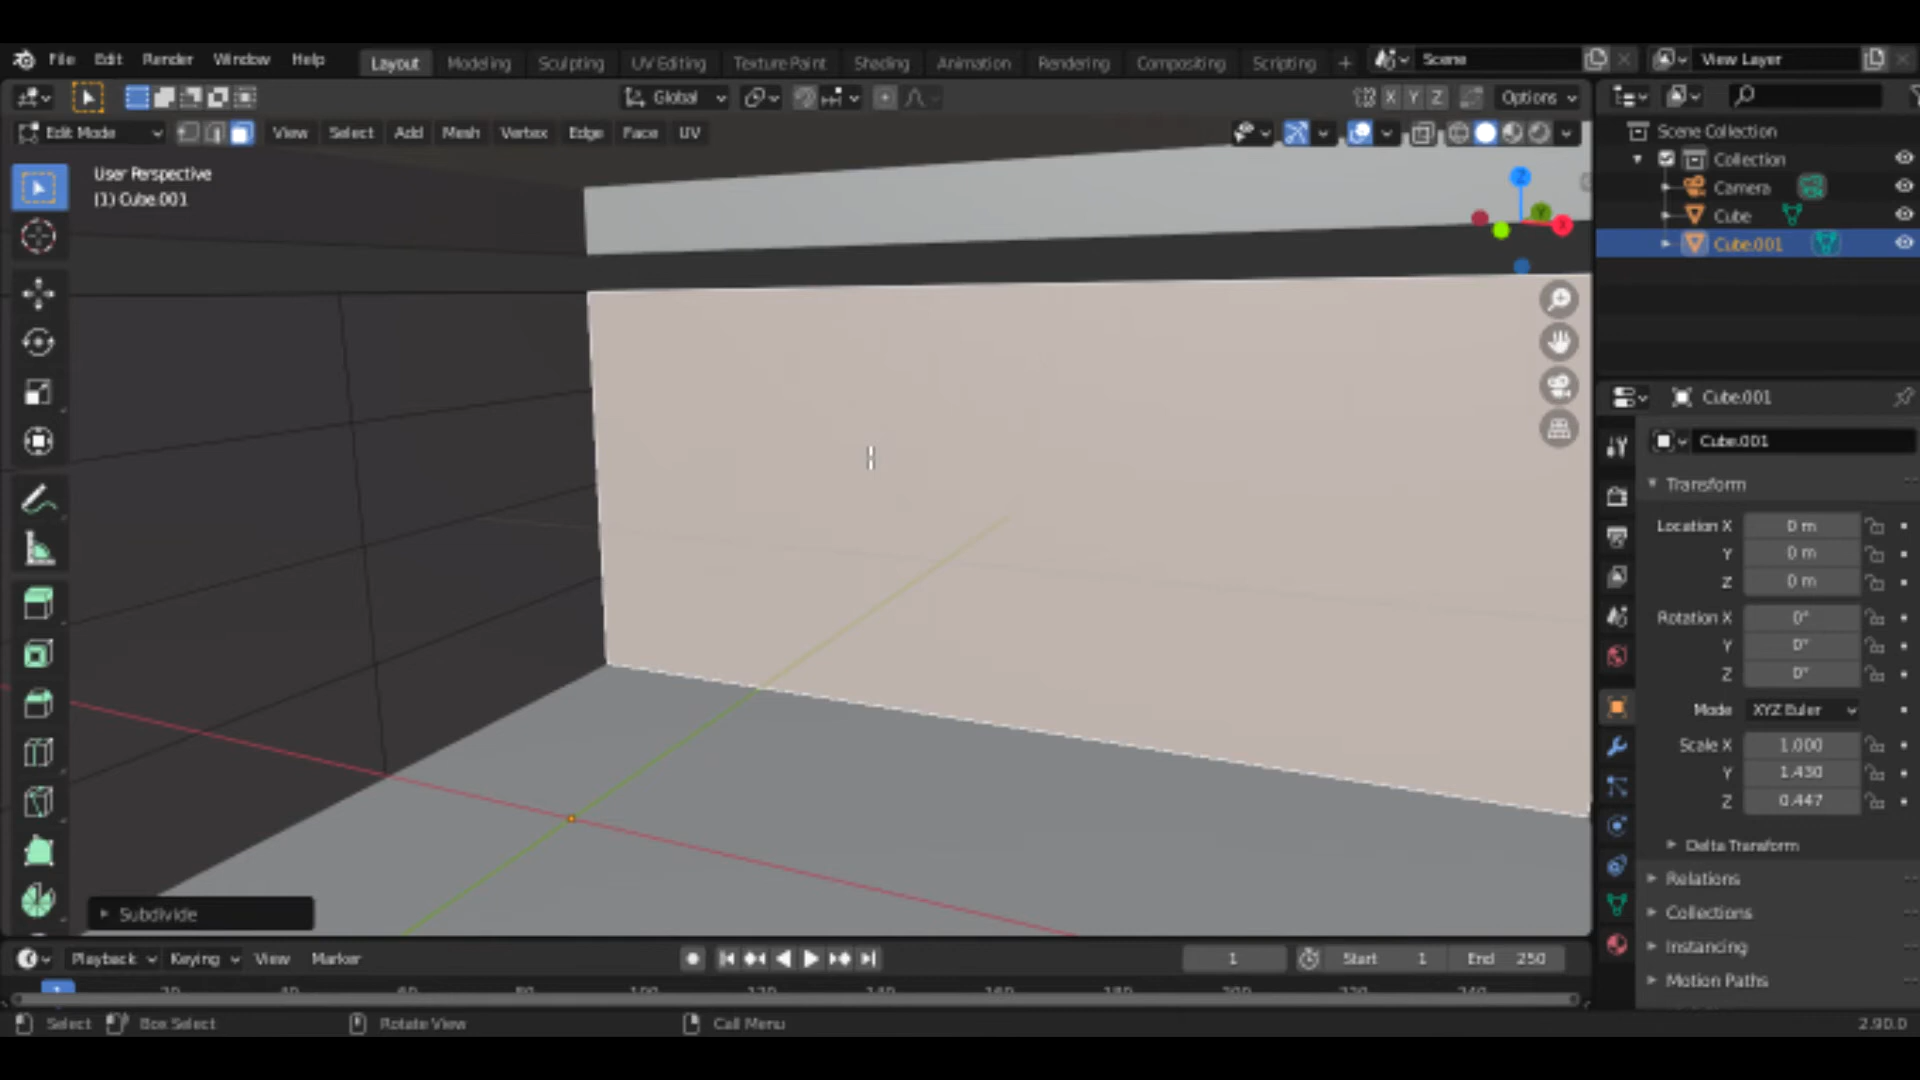 File Edit Render Window Help Layout Modeling Sculpting UV Editing Texture Paint Shading Animation Rendering Compositing Scripting + Scene View Layer
Global X Y Z Options
Edit Mode View Select Add Mesh Vertex Edge Face UV
User Perspective
(1) Cube.001
Z
Y
X
Scene Collection
Collection
Camera
Cube
Cube.001
Cube.001
Cube.001
Transform
Location X 0 m
Y 0 m
Z 0 m
Rotation X 0°
Y 0°
Z 0°
Mode XYZ Euler
Scale X 1.000
Y 1.430
Z 0.447
Delta Transform
Relations
Collections
Instancing
Motion Paths
Subdivide
Playback Keying View Marker 1 Start 1 End 250
Select Box Select Rotate View Call Menu 2.90.0